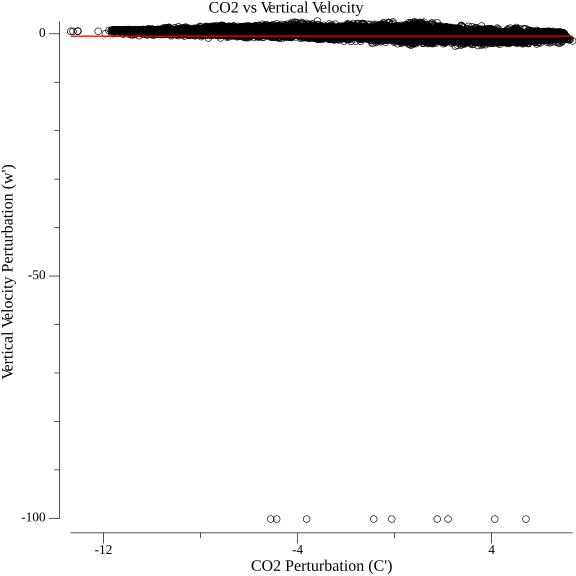 CO2 vs Vertical Velocity
0
-50
-100
Vertical Velocity Perturbation (w')
-12
-4
4
CO2 Perturbation (C')